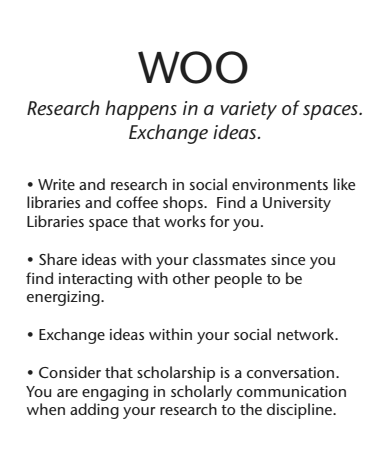 WOO
Research happens in a variety of spaces.
Exchange ideas.
• Write and research in social environments like
libraries and coffee shops.  Find a University
Libraries space that works for you.
• Share ideas with your classmates since you
find interacting with other people to be
energizing.
• Exchange ideas within your social network.
• Consider that scholarship is a conversation.
You are engaging in scholarly communication
when adding your research to the discipline.